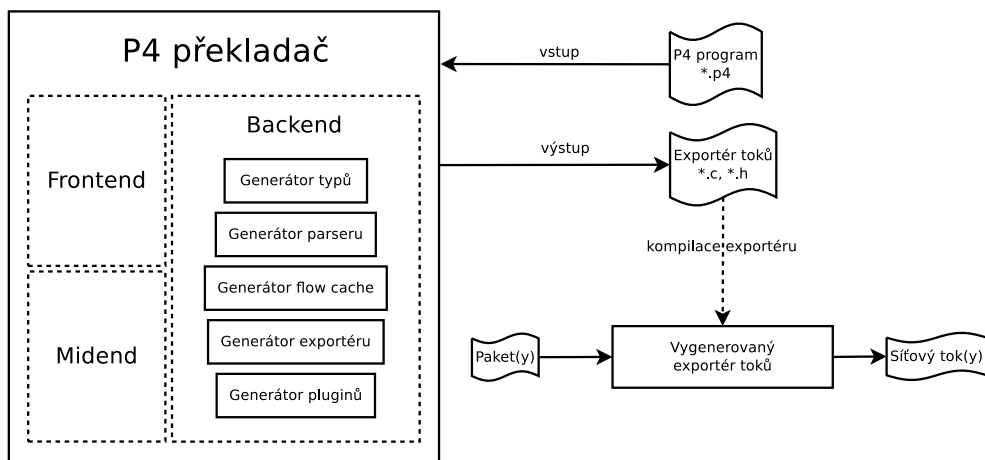 P4 překladač
Frontend
Midend
Backend
Generátor typů
Generátor parseru
Generátor flow cache
Generátor exportéru
Generátor pluginů
vstup
P4 program
*.p4
výstup
Exportér toků
*.c, *.h
kompilace exportéru
Paket(y)
Vygenerovaný
exportér toků
Síťový tok(y)